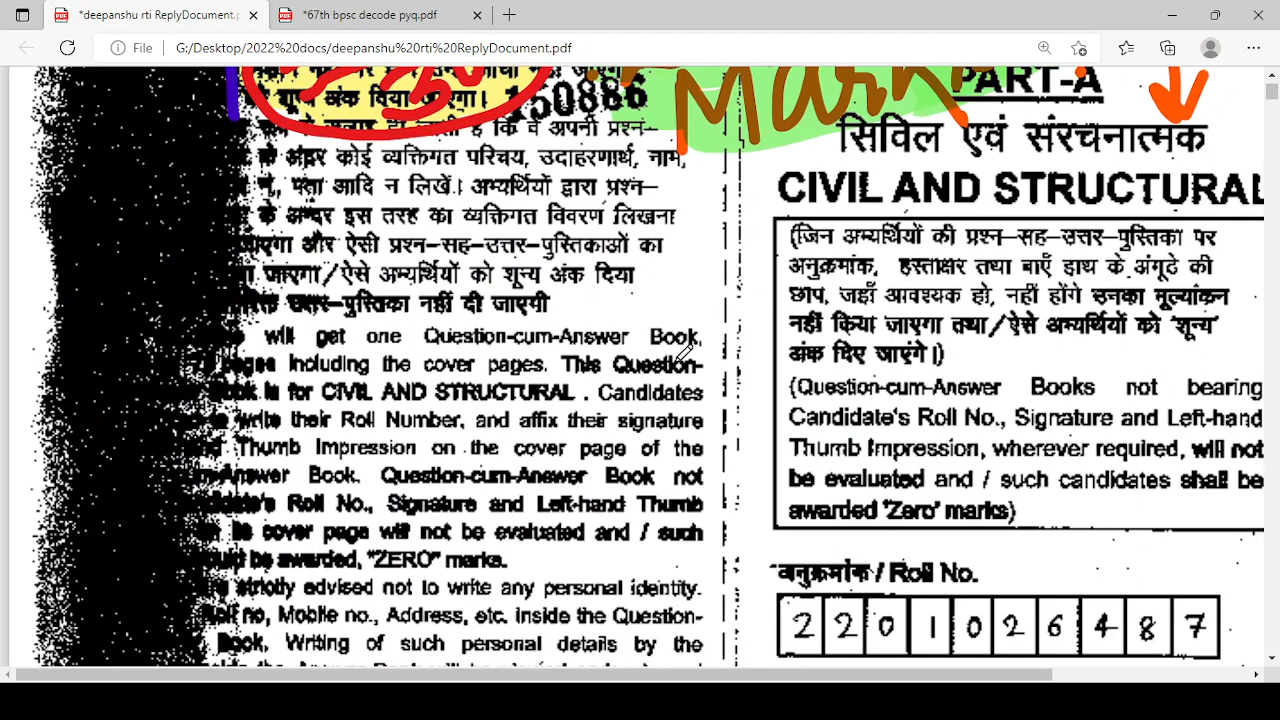 *deepanshu rti ReplyDocument.p
*67th bpsc decode pyq.pdf
File
G:/Desktop/2022%20docs/deepanshu%20rti%20ReplyDocument.pdf
शून्य अंक दिया जाएगा।
150886
Mark
कि वे अपनी प्रश्न–
अंदर कोई व्यक्तिगत परिचय, उदाहरणार्थ, नाम,
पता आदि न लिखें। अभ्यर्थियों द्वारा प्रश्न–
के अन्दर इस तरह का व्यक्तिगत विवरण लिखना
जाएगा और ऐसी प्रश्न–सह–उत्तर–पुस्तिकाओं का
जाएगा/ऐसे अभ्यर्थियों को शून्य अंक दिया
उत्तर–पुस्तिका नहीं दी जाएगी
will get one Question-cum-Answer Book,
pages including the cover pages. This Question-
is for CIVIL AND STRUCTURAL . Candidates
write their Roll Number, and affix their signature
Thumb Impression on the cover page of the
Answer Book. Question-cum-Answer Book not
Roll No., Signature and Left-hand Thumb
cover page will not be evaluated and / such
be awarded, "ZERO" marks.
strictly advised not to write any personal identity.
no, Mobile no., Address, etc. inside the Question-
Book, Writing of such personal details by the
PART-A
सिविल एवं संरचनात्मक
CIVIL AND STRUCTURAL
(जिन अभ्यर्थियों की प्रश्न–सह–उत्तर–पुस्तिका पर
अनुक्रमांक, हस्ताक्षर तथा बाएँ हाथ के अंगूठे की
छाप, जहाँ आवश्यक हो, नहीं होंगे उनका मूल्यांकन
नहीं किया जाएगा तथा/ऐसे अभ्यर्थियों को 'शून्य'
अंक दिए जाएंगे।)
(Question-cum-Answer Books not bearing
Candidate's Roll No., Signature and Left-hand
Thumb Impression, wherever required, will not
be evaluated and / such candidates shall be
awarded 'Zero' marks)
अनुक्रमांक / Roll No.
2 2 0 1 0 2 6 4 8 7